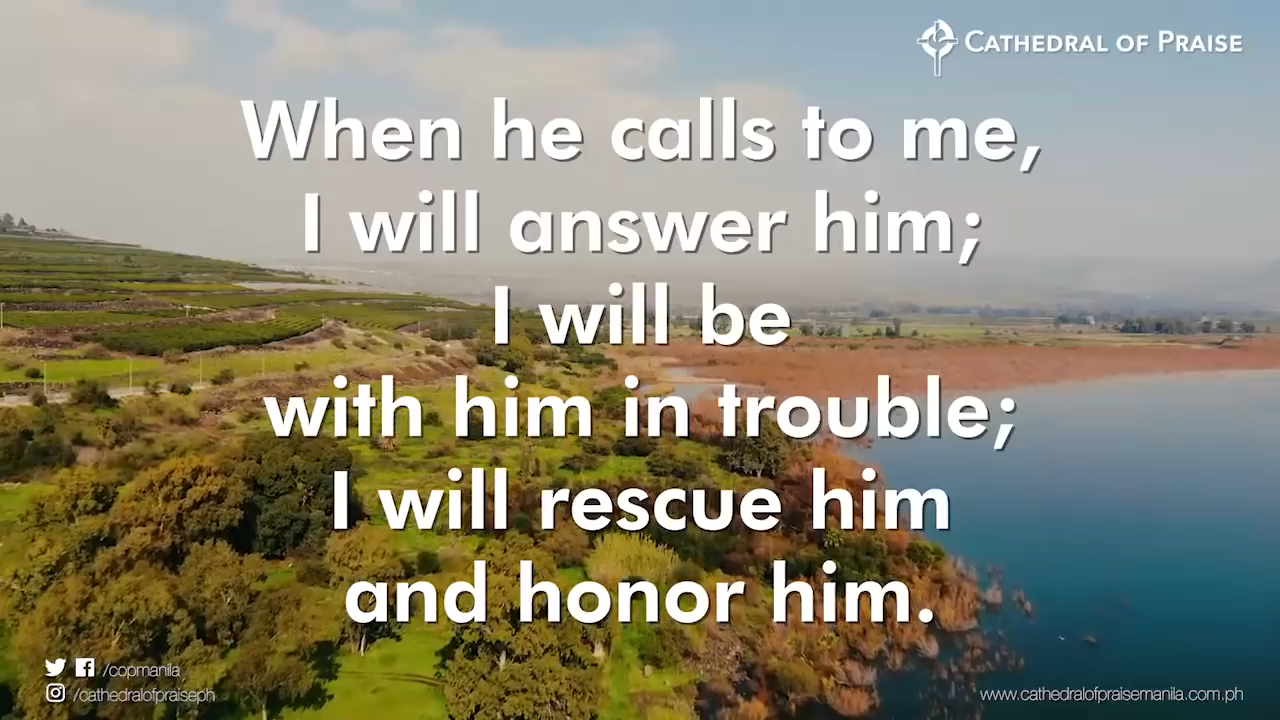 CATHEDRAL OF PRAISE
When he calls to me,
I will answer him;
I will be
with him in trouble;
I will rescue him
and honor him.
/copmanila
/cathedralofpraiseph
www.cathedralofpraisemanila.com.ph